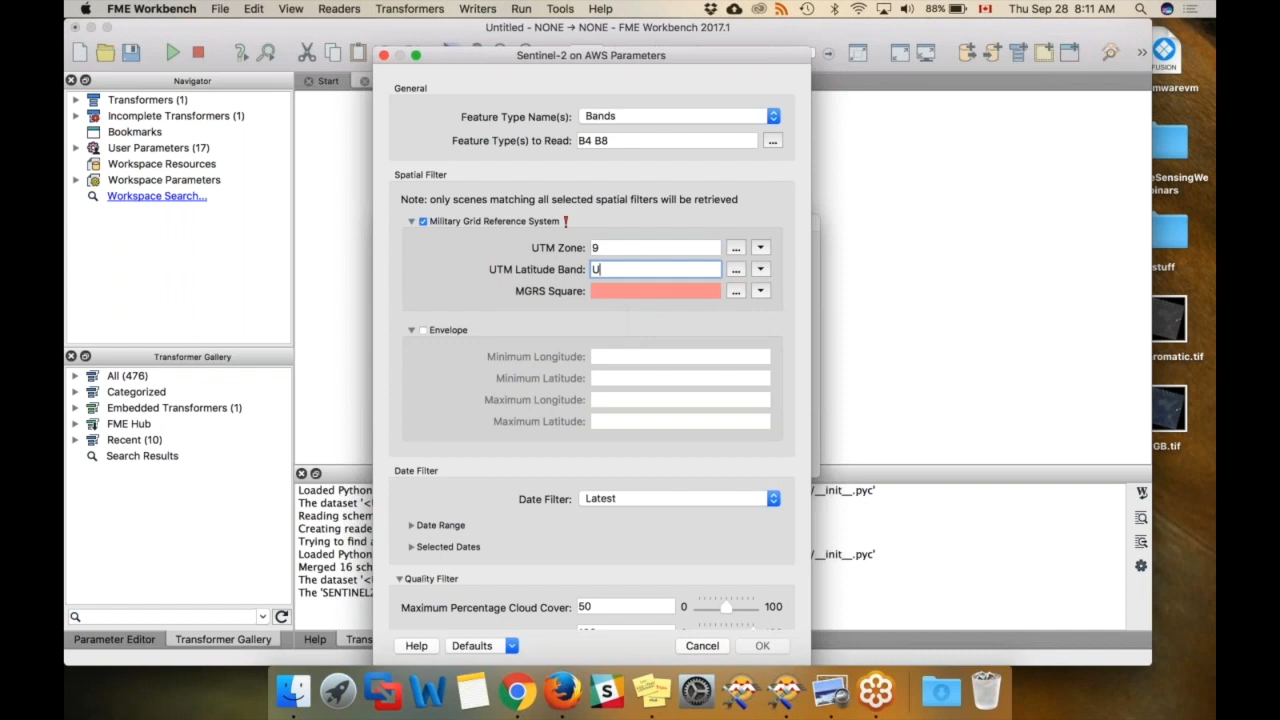 FME Workbench File Edit View Readers Transformers Writers Run Tools Help 88% Thu Sep 28 8:11 AM
Untitled - NONE → NONE - FME Workbench 2017.1
Sentinel-2 on AWS Parameters
Navigator
Start
Transformers (1)
Incomplete Transformers (1)
Bookmarks
User Parameters (17)
Workspace Resources
Workspace Parameters
Workspace Search...
General
Feature Type Name(s): Bands
Feature Type(s) to Read: B4 B8 ...
Spatial Filter
Note: only scenes matching all selected spatial filters will be retrieved
Military Grid Reference System !
UTM Zone: 9 ...
UTM Latitude Band: U ...
MGRS Square: ...
Envelope
Minimum Longitude:
Minimum Latitude:
Maximum Longitude:
Maximum Latitude:
Date Filter
Date Filter: Latest
Date Range
Selected Dates
Quality Filter
Maximum Percentage Cloud Cover: 50 0 100
Help Defaults Cancel OK
Transformer Gallery
All (476)
Categorized
Embedded Transformers (1)
FME Hub
Recent (10)
Search Results
Parameter Editor Transformer Gallery Help Trans
Loaded Python /__init__.pyc'
The dataset '<
Reading schem
Creating reade
Trying to find a
Loaded Python /__init__.pyc'
Merged 16 sch
The dataset '<
The 'SENTINEL2
FUSION
mwarevm
eSensingWe
binars
stuff
romatic.tif
GB.tif